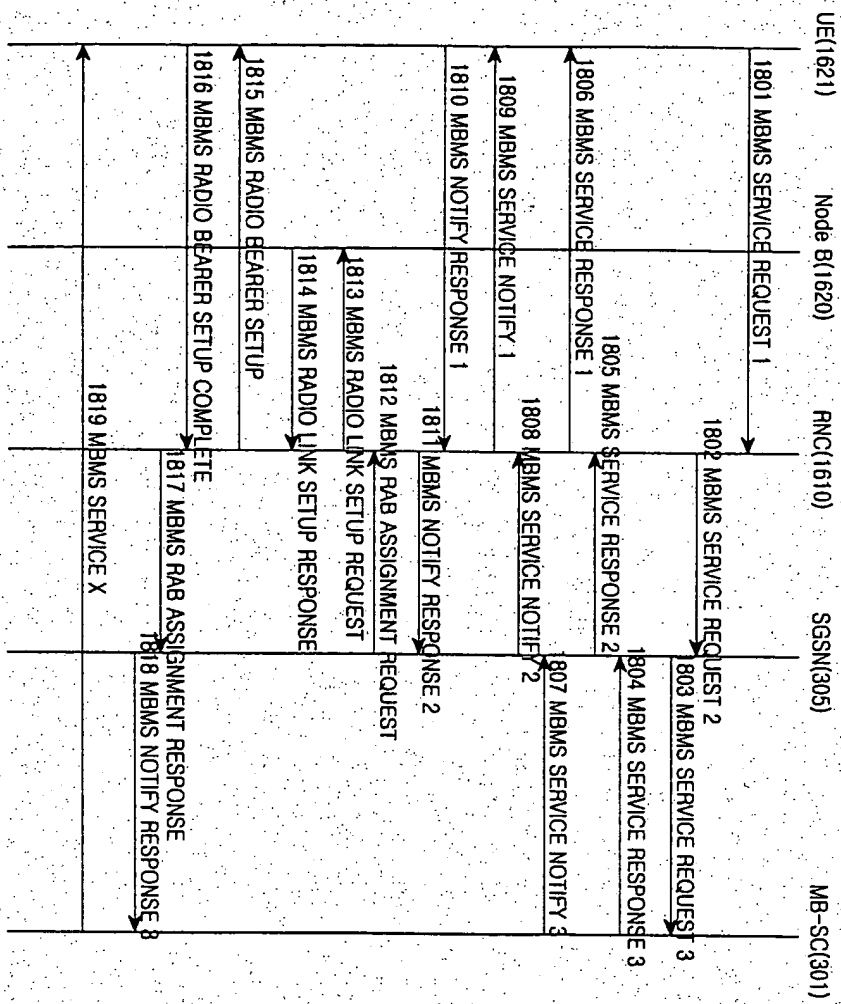 UE(1621)
Node B(1620)
RNC(1610)
SGSN(305)
MB-SC(301)
1801 MBMS SERVICE REQUEST 1
1802 MBMS SERVICE REQUEST 2
1803 MBMS SERVICE REQUEST 3
1804 MBMS SERVICE RESPONSE 3
1805 MBMS SERVICE RESPONSE 2
1806 MBMS SERVICE RESPONSE 1
1807 MBMS SERVICE NOTIFY 3
1808 MBMS SERVICE NOTIFY 2
1809 MBMS SERVICE NOTIFY 1
1810 MBMS NOTIFY RESPONSE 1
1811 MBMS NOTIFY RESPONSE 2
1812 MBMS RAB ASSIGNMENT REQUEST
1813 MBMS RADIO LINK SETUP REQUEST
1814 MBMS RADIO LINK SETUP RESPONSE
1815 MBMS RADIO BEARER SETUP
1816 MBMS RADIO BEARER SETUP COMPLETE
1817 MBMS RAB ASSIGNMENT RESPONSE
1818 MBMS NOTIFY RESPONSE 3
1819 MBMS SERVICE X